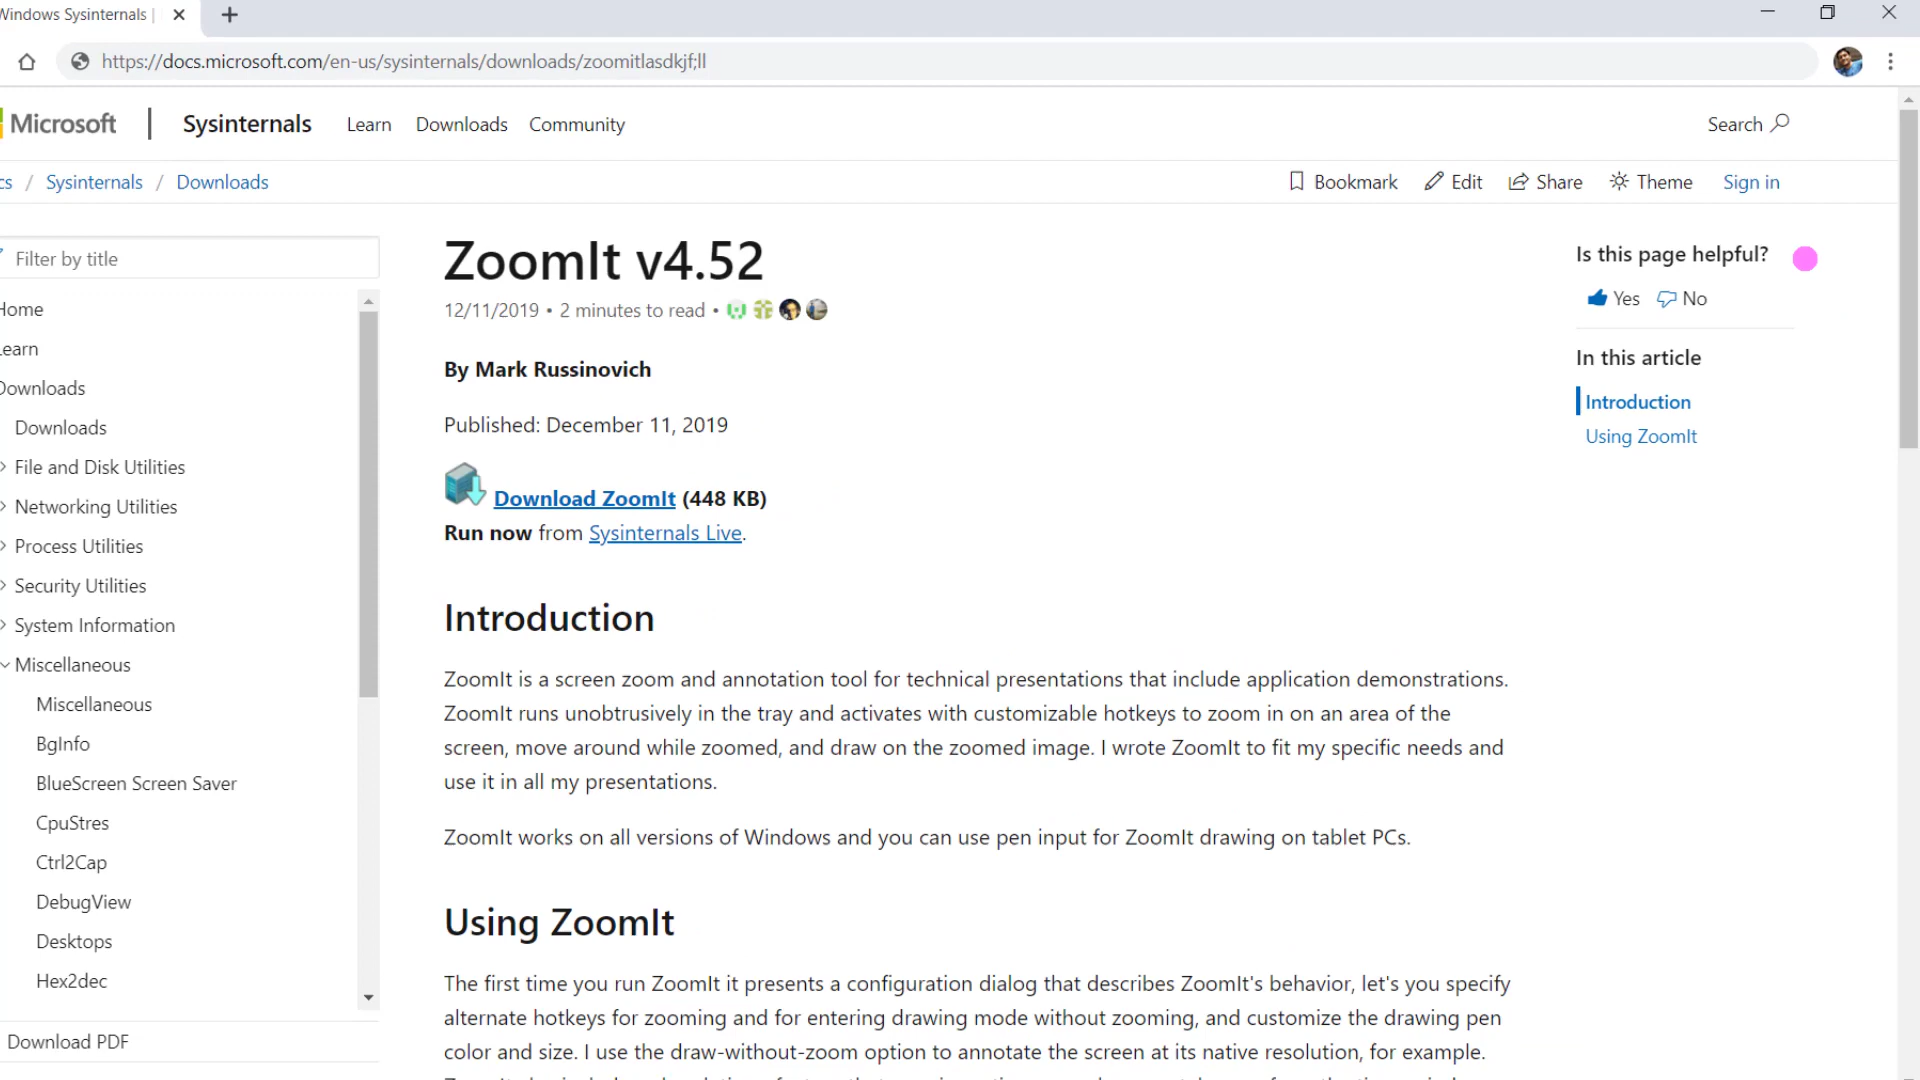 Windows Sysinternals |
https://docs.microsoft.com/en-us/sysinternals/downloads/zoomitlasdkjf;ll
Microsoft | Sysinternals Learn Downloads Community Search
cs / Sysinternals / Downloads Bookmark Edit Share Theme Sign in
Filter by title
Home
Learn
Downloads
Downloads
File and Disk Utilities
Networking Utilities
Process Utilities
Security Utilities
System Information
Miscellaneous
Miscellaneous
BgInfo
BlueScreen Screen Saver
CpuStres
Ctrl2Cap
DebugView
Desktops
Hex2dec
Download PDF
ZoomIt v4.52
12/11/2019 • 2 minutes to read •
By Mark Russinovich
Published: December 11, 2019
Download ZoomIt (448 KB)
Run now from Sysinternals Live.
Introduction
ZoomIt is a screen zoom and annotation tool for technical presentations that include application demonstrations.
ZoomIt runs unobtrusively in the tray and activates with customizable hotkeys to zoom in on an area of the
screen, move around while zoomed, and draw on the zoomed image. I wrote ZoomIt to fit my specific needs and
use it in all my presentations.
ZoomIt works on all versions of Windows and you can use pen input for ZoomIt drawing on tablet PCs.
Using ZoomIt
The first time you run ZoomIt it presents a configuration dialog that describes ZoomIt's behavior, let's you specify
alternate hotkeys for zooming and for entering drawing mode without zooming, and customize the drawing pen
color and size. I use the draw-without-zoom option to annotate the screen at its native resolution, for example.
Is this page helpful?
Yes No
In this article
Introduction
Using ZoomIt